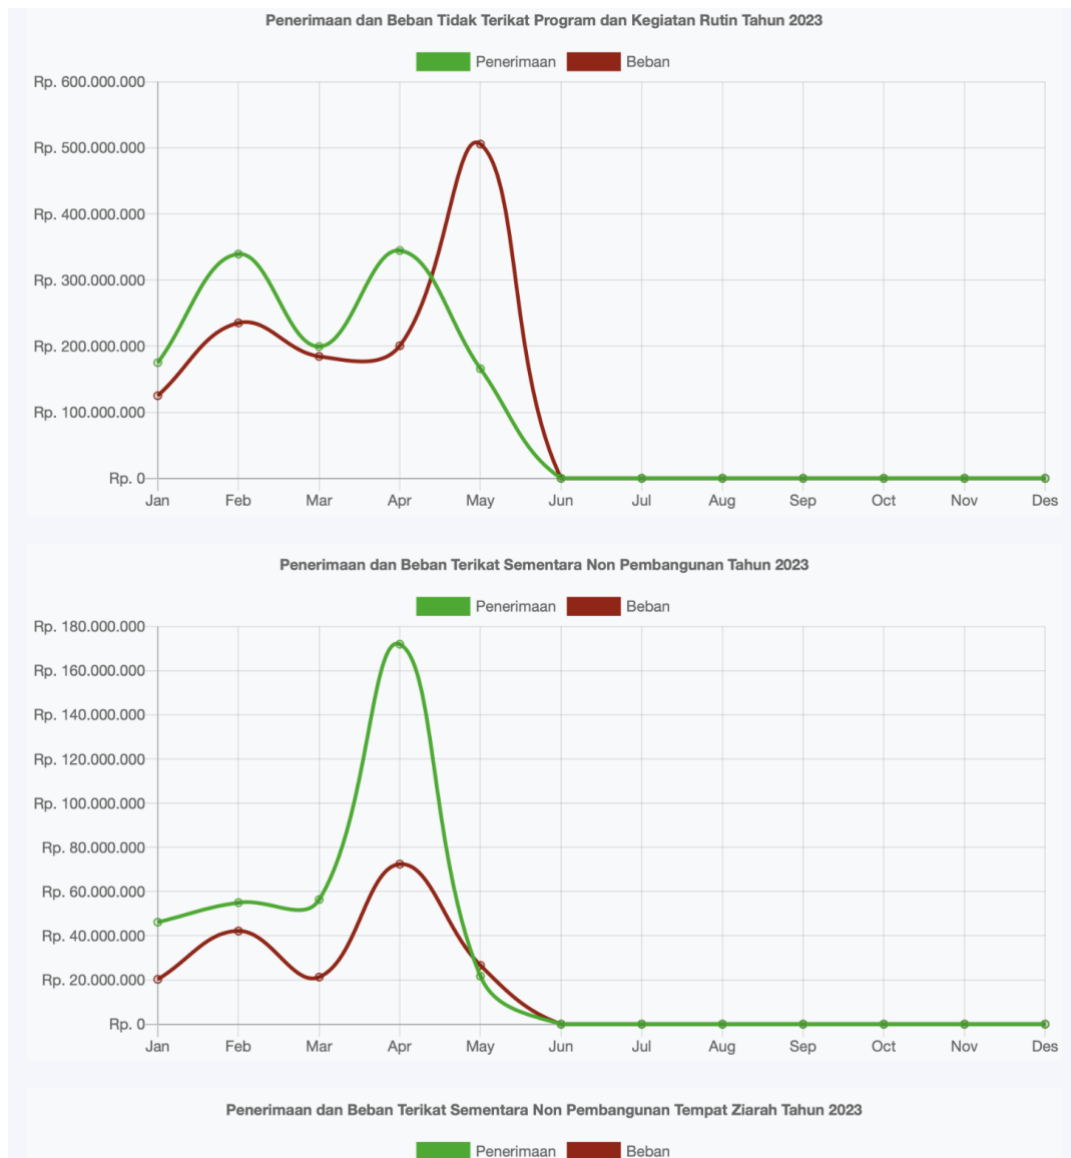 Penerimaan dan Beban Tidak Terikat Program dan Kegiatan Rutin Tahun 2023
Penerimaan Beban
Rp. 600.000.000
Rp. 500.000.000
Rp. 400.000.000
Rp. 300.000.000
Rp. 200.000.000
Rp. 100.000.000
Rp. 0
Jan Feb Mar Apr May Jun Jul Aug Sep Oct Nov Des
Penerimaan dan Beban Terikat Sementara Non Pembangunan Tahun 2023
Penerimaan Beban
Rp. 180.000.000
Rp. 160.000.000
Rp. 140.000.000
Rp. 120.000.000
Rp. 100.000.000
Rp. 80.000.000
Rp. 60.000.000
Rp. 40.000.000
Rp. 20.000.000
Rp. 0
Jan Feb Mar Apr May Jun Jul Aug Sep Oct Nov Des
Penerimaan dan Beban Terikat Sementara Non Pembangunan Tempat Ziarah Tahun 2023
Penerimaan Beban